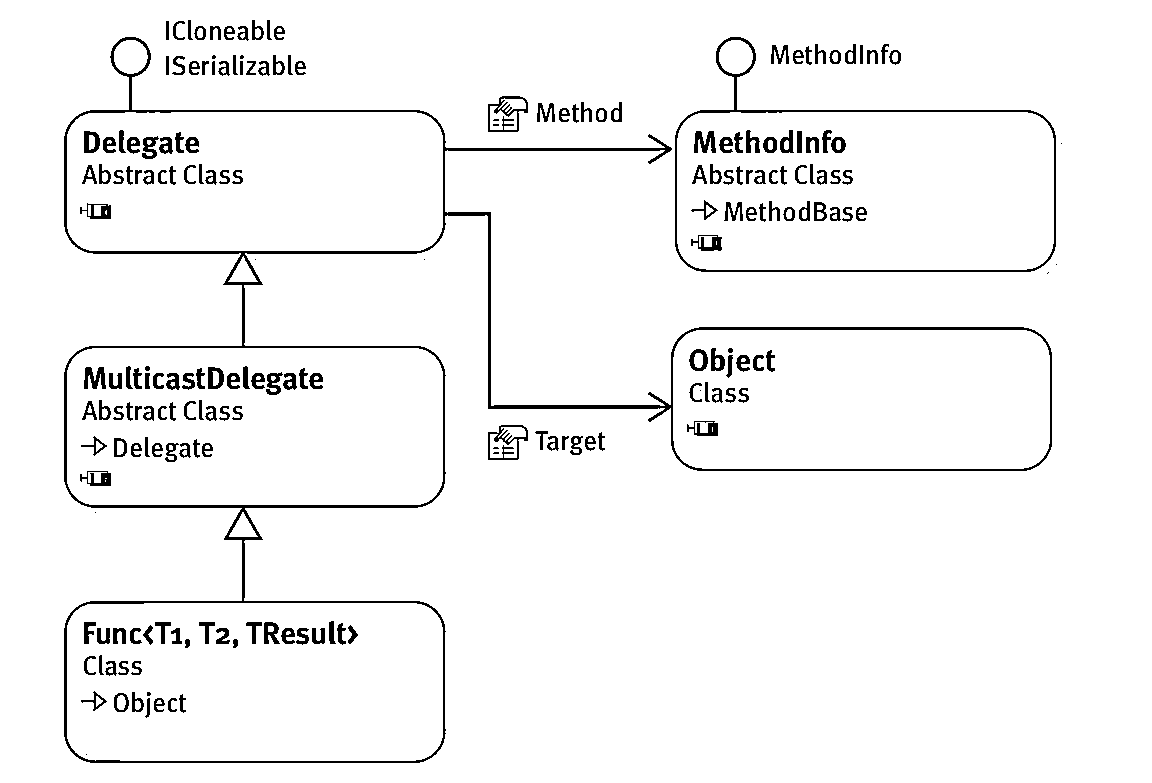 ICloneable
ISerializable
Delegate
Abstract Class
Method
MethodInfo
MethodInfo
Abstract Class
MethodBase
MulticastDelegate
Abstract Class
Delegate
Target
Object
Class
Func<T1, T2, TResult>
Class
Object